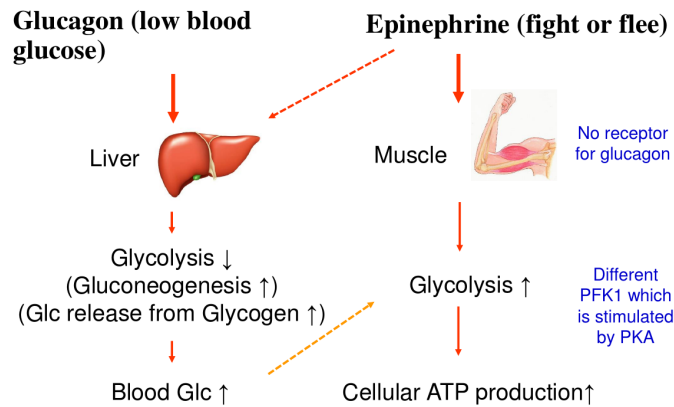 Glucagon (low blood
glucose)
Epinephrine (fight or flee)
Liver
Muscle
No receptor
for glucagon
Glycolysis ↓
(Gluconeogenesis ↑)
(Glc release from Glycogen ↑)
Glycolysis ↑
Different
PFK1 which
is stimulated
by PKA
Blood Glc ↑
Cellular ATP production↑